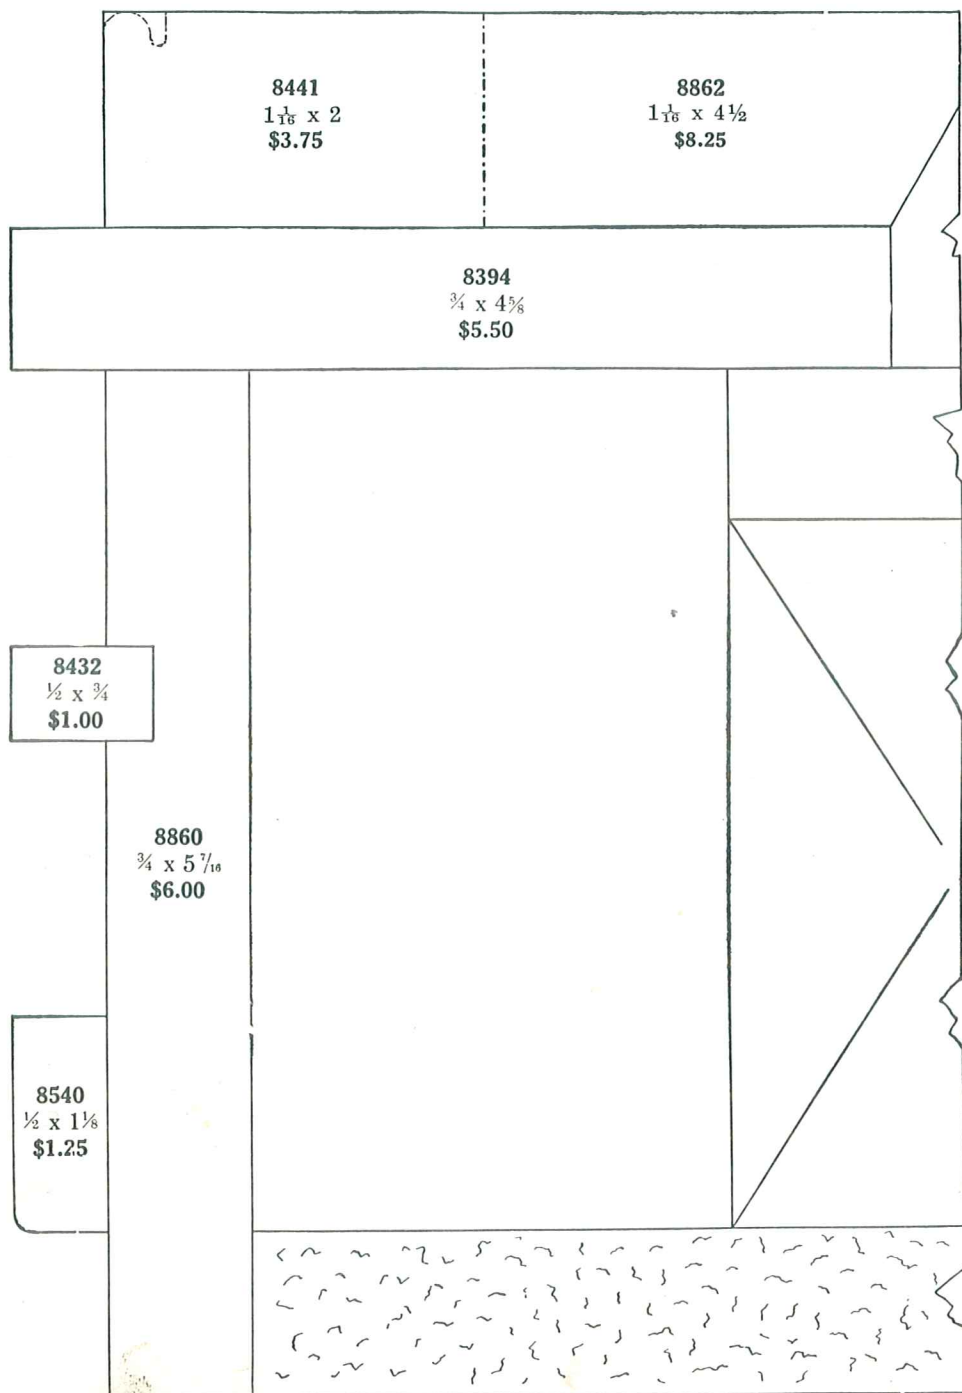 8441
1 1/16 x 2
$3.75
8862
1 1/16 x 4½
$8.25
8394
¾ x 4⅝
$5.50
8432
½ x ¾
$1.00
8860
¾ x 5 7/16
$6.00
8540
½ x 1⅛
$1.25